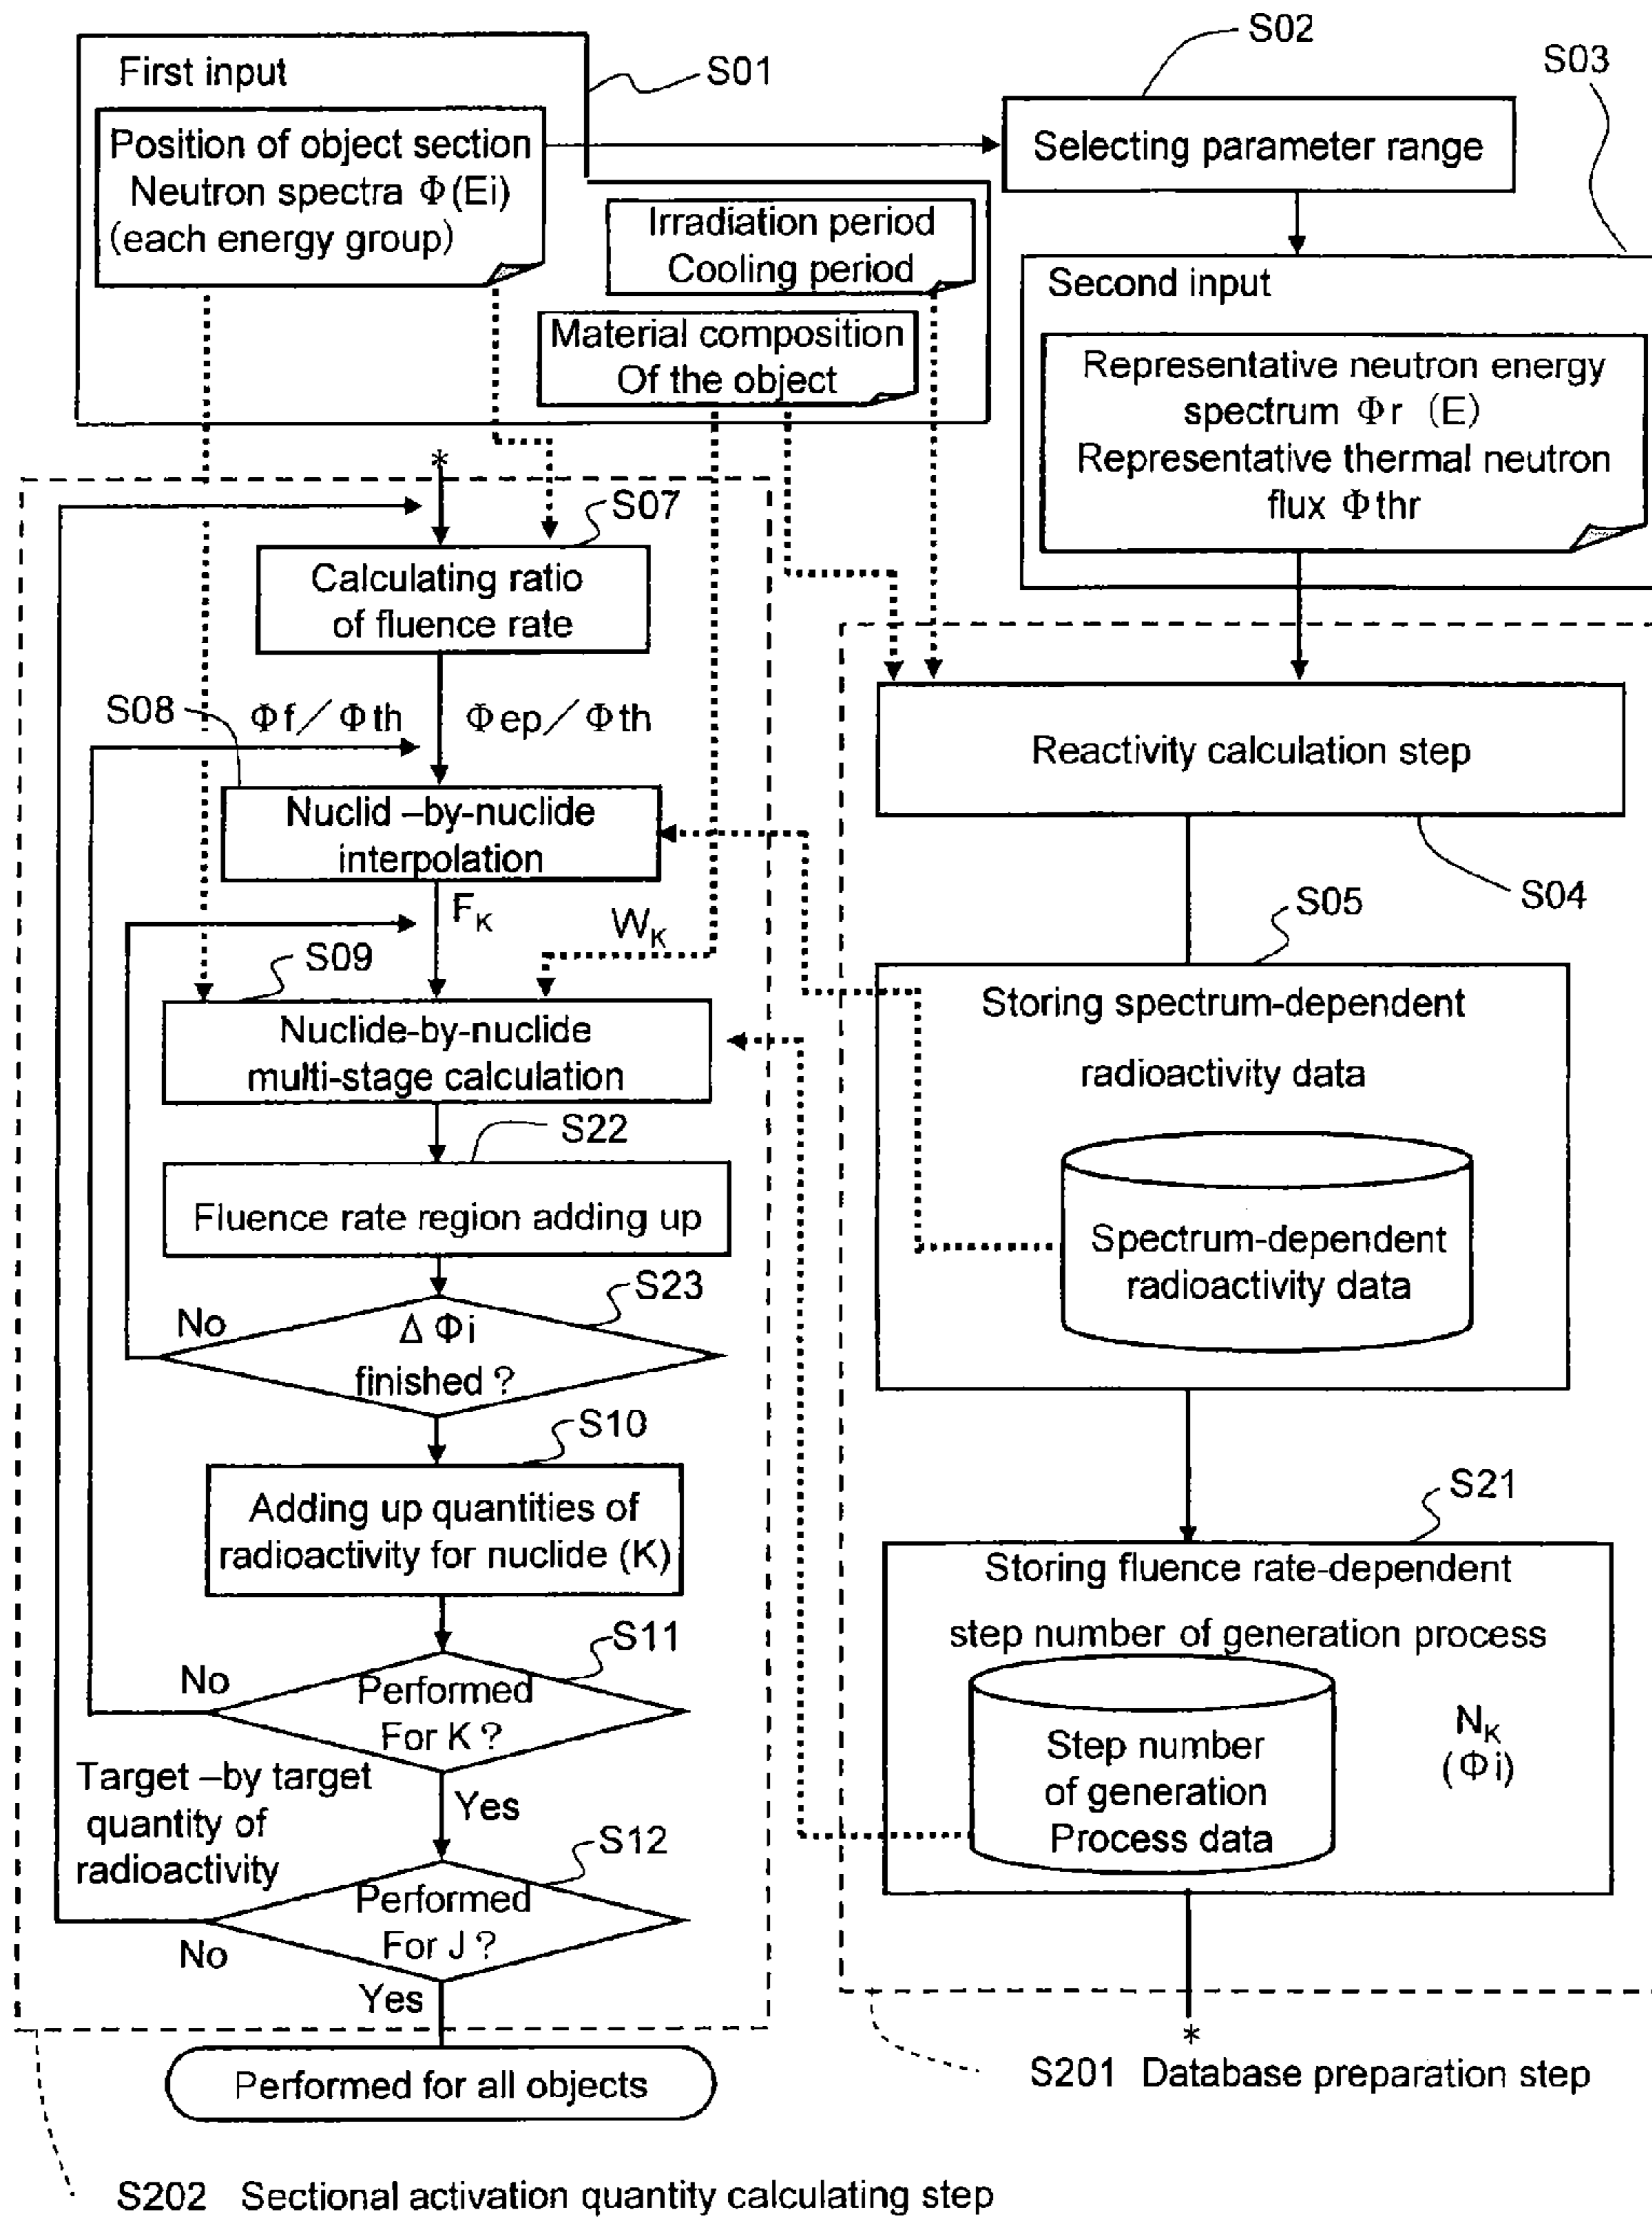 S02
S03
First input
S01
Position of object section
Neutron spectra Φ(Ei)
(each energy group)
Selecting parameter range
Irradiation period
Cooling period
Second input
Material composition
Of the object
Representative neutron energy
spectrum Φr (E)
Representative thermal neutron
flux Φthr
*
S07
Calculating ratio
of fluence rate
S08
Φf/Φth
Φep/Φth
Reactivity calculation step
Nuclid –by-nuclide
interpolation
S04
S05
FK
WK
S09
Storing spectrum-dependent
radioactivity data
Nuclide-by-nuclide
multi-stage calculation
S22
Fluence rate region adding up
Spectrum-dependent
radioactivity data
S23
No
Δ Φi
finished ?
S10
Adding up quantities of
radioactivity for nuclide (K)
S21
Storing fluence rate-dependent
step number of generation process
S11
No
Performed
For K ?
Step number
of generation
Process data
NK
(Φi)
Target –by target
quantity of
radioactivity
Yes
S12
Performed
For J ?
No
Yes
*
Performed for all objects
S201 Database preparation step
S202 Sectional activation quantity calculating step